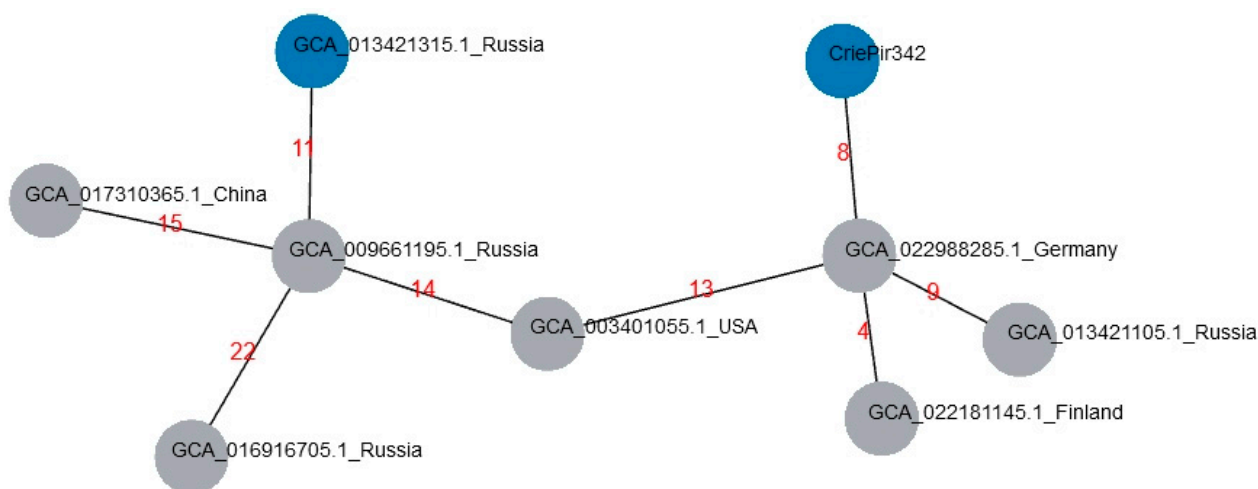 GCA_013421315.1_Russia
CriePir342
11
8
GCA_017310365.1_China
15
GCA_009661195.1_Russia
GCA_022988285.1_Germany
14
13
9
GCA_003401055.1_USA
4
GCA_013421105.1_Russia
22
GCA_022181145.1_Finland
GCA_016916705.1_Russia